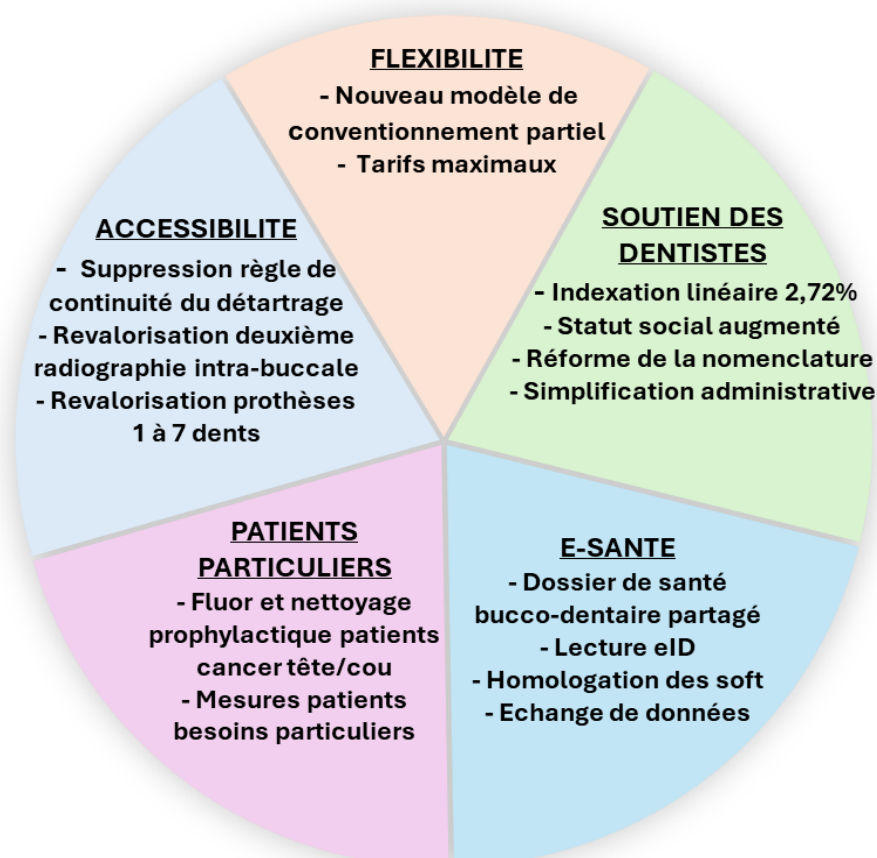 FLEXIBILITE
- Nouveau modèle de
conventionnement partiel
- Tarifs maximaux
SOUTIEN DES
DENTISTES
- Indexation linéaire 2,72%
- Statut social augmenté
- Réforme de la nomenclature
- Simplification administrative
E-SANTE
- Dossier de santé
bucco-dentaire partagé
- Lecture eID
- Homologation des soft
- Echange de données
PATIENTS
PARTICULIERS
- Fluor et nettoyage
prophylactique patients
cancer tête/cou
- Mesures patients
besoins particuliers
ACCESSIBILITE
- Suppression règle de
continuité du détartrage
- Revalorisation deuxième
radiographie intra-buccale
- Revalorisation prothèses
1 à 7 dents